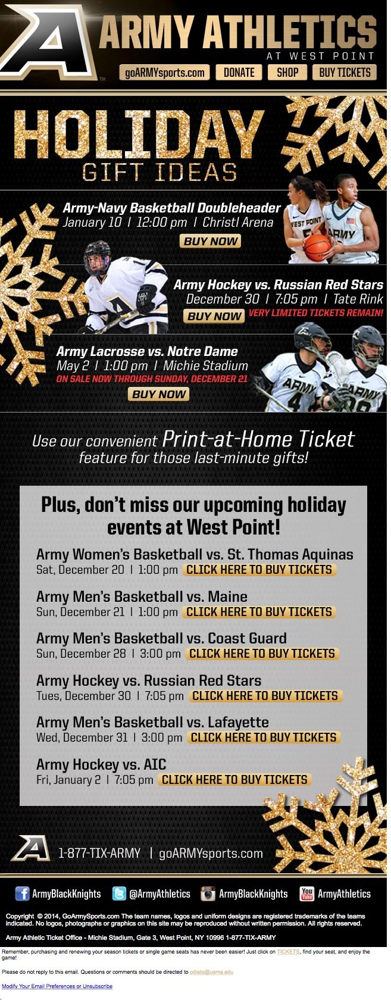 A
TM
ARMY ATHLETICS
AT WEST POINT
goARMYsports.com DONATE SHOP BUY TICKETS
HOLIDAY
GIFT IDEAS
Army-Navy Basketball Doubleheader
January 10 | 12:00 pm | Christl Arena
BUY NOW
WEST POINT
ARMY
A
Army Hockey vs. Russian Red Stars
December 30 | 7:05 pm | Tate Rink
BUY NOW VERY LIMITED TICKETS REMAIN!
Army Lacrosse vs. Notre Dame
May 2 | 1:00 pm | Michie Stadium
ON SALE NOW THROUGH SUNDAY, DECEMBER 21
BUY NOW
ARMY
4
ARMY
Use our convenient Print-at-Home Ticket
feature for those last-minute gifts!
Plus, don't miss our upcoming holiday
events at West Point!
Army Women's Basketball vs. St. Thomas Aquinas
Sat, December 20 | 1:00 pm CLICK HERE TO BUY TICKETS
Army Men's Basketball vs. Maine
Sun, December 21 | 1:00 pm CLICK HERE TO BUY TICKETS
Army Men's Basketball vs. Coast Guard
Sun, December 28 | 3:00 pm CLICK HERE TO BUY TICKETS
Army Hockey vs. Russian Red Stars
Tues, December 30 | 7:05 pm CLICK HERE TO BUY TICKETS
Army Men's Basketball vs. Lafayette
Wed, December 31 | 3:00 pm CLICK HERE TO BUY TICKETS
Army Hockey vs. AIC
Fri, January 2 | 7:05 pm CLICK HERE TO BUY TICKETS
A 1-877-TIX-ARMY | goARMYsports.com
f ArmyBlackKnights @ArmyAthletics ArmyBlackKnights You Tube ArmyAthletics
Copyright © 2014, GoArmySports.com The team names, logos and uniform designs are registered trademarks of the teams
indicated. No logos, photographs or graphics on this site may be reproduced without written permission. All rights reserved.
Army Athletic Ticket Office - Michie Stadium, Gate 3, West Point, NY 10996 1-877-TIX-ARMY
Remember, purchasing and renewing your season tickets or single game seats has never been easier! Just click on TICKETS, find your seat, and enjoy the
game!
Please do not reply to this email. Questions or comments should be directed to odiato@usma.edu
Modify Your Email Preferences or Unsubscribe